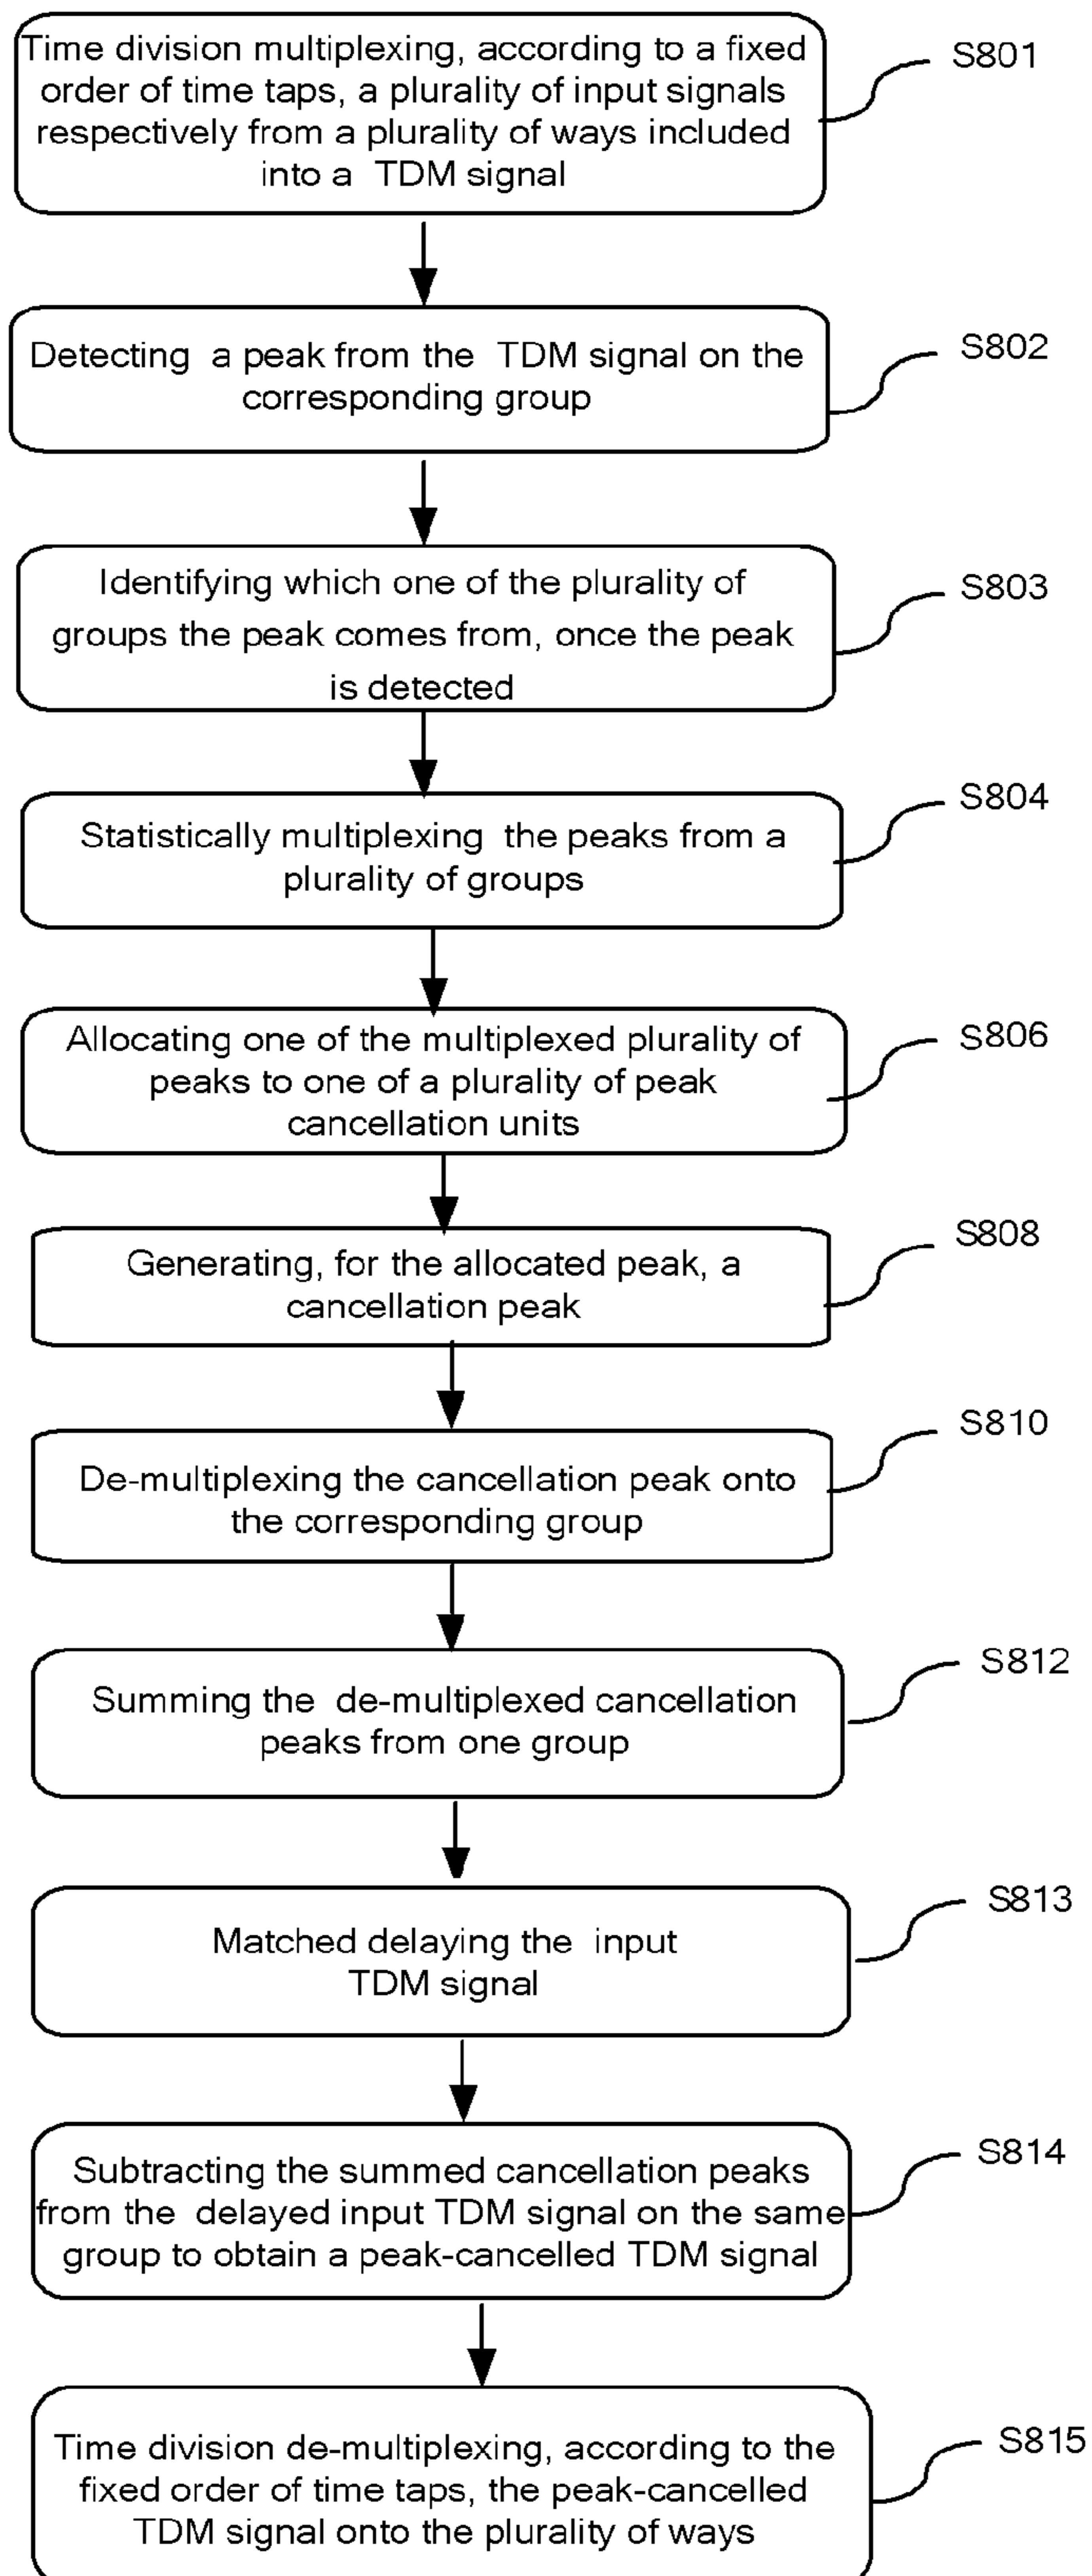 Time division multiplexing, according to a fixed
order of time taps, a plurality of input signals
respectively from a plurality of ways included
into a TDM signal
S801
Detecting a peak from the TDM signal on the
corresponding group
S802
Identifying which one of the plurality of
groups the peak comes from, once the peak
is detected
S803
Statistically multiplexing the peaks from a
plurality of groups
S804
Allocating one of the multiplexed plurality of
peaks to one of a plurality of peak
cancellation units
S806
Generating, for the allocated peak, a
cancellation peak
S808
De-multiplexing the cancellation peak onto
the corresponding group
S810
Summing the de-multiplexed cancellation
peaks from one group
S812
Matched delaying the input
TDM signal
S813
Subtracting the summed cancellation peaks
from the delayed input TDM signal on the same
group to obtain a peak-cancelled TDM signal
S814
Time division de-multiplexing, according to the
fixed order of time taps, the peak-cancelled
TDM signal onto the plurality of ways
S815